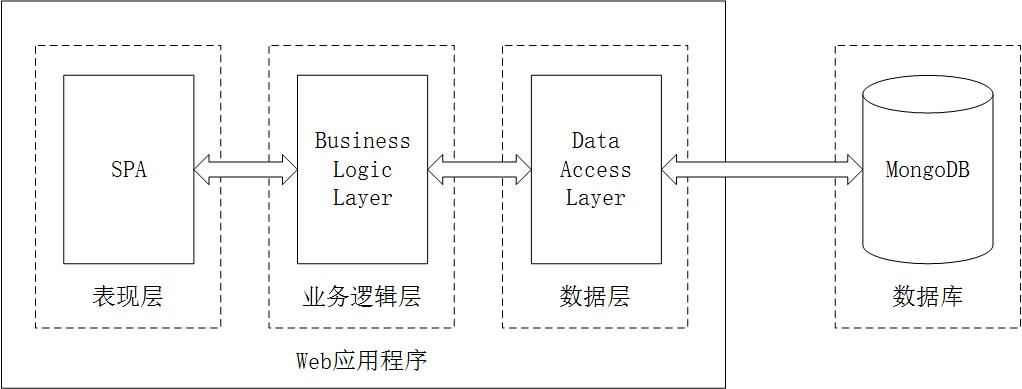 SPA
Business
Logic
Layer
Data
Access
Layer
MongoDB
表现层
业务逻辑层
数据层
数据库
Web应用程序